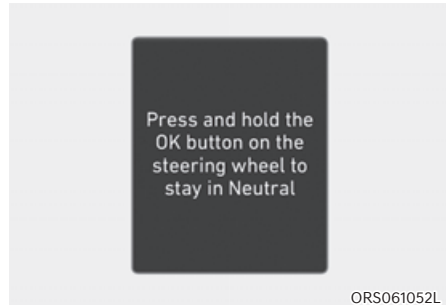 Press and hold the
OK button on the
steering wheel to
stay in Neutral
ORS061052L